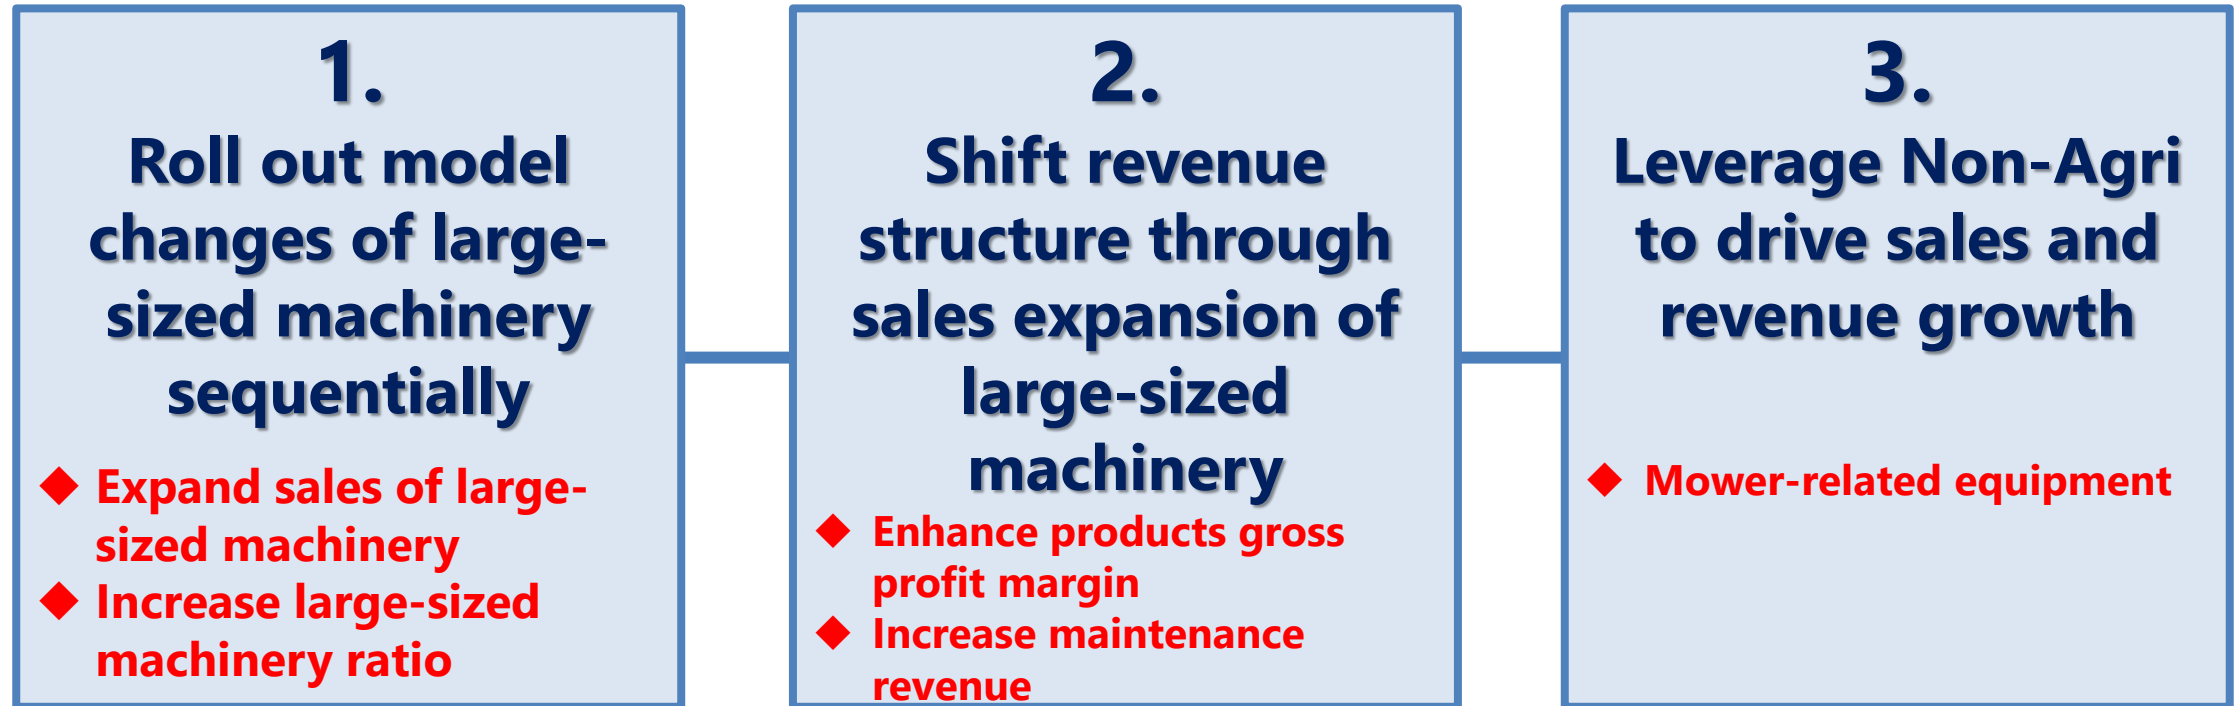 1.
Roll out model
changes of large-
sized machinery
sequentially
◆ Expand sales of large-
sized machinery
◆ Increase large-sized
machinery ratio
2.
Shift revenue
structure through
sales expansion of
large-sized
machinery
◆ Enhance products gross
profit margin
◆ Increase maintenance
revenue
3.
Leverage Non-Agri
to drive sales and
revenue growth
◆ Mower-related equipment